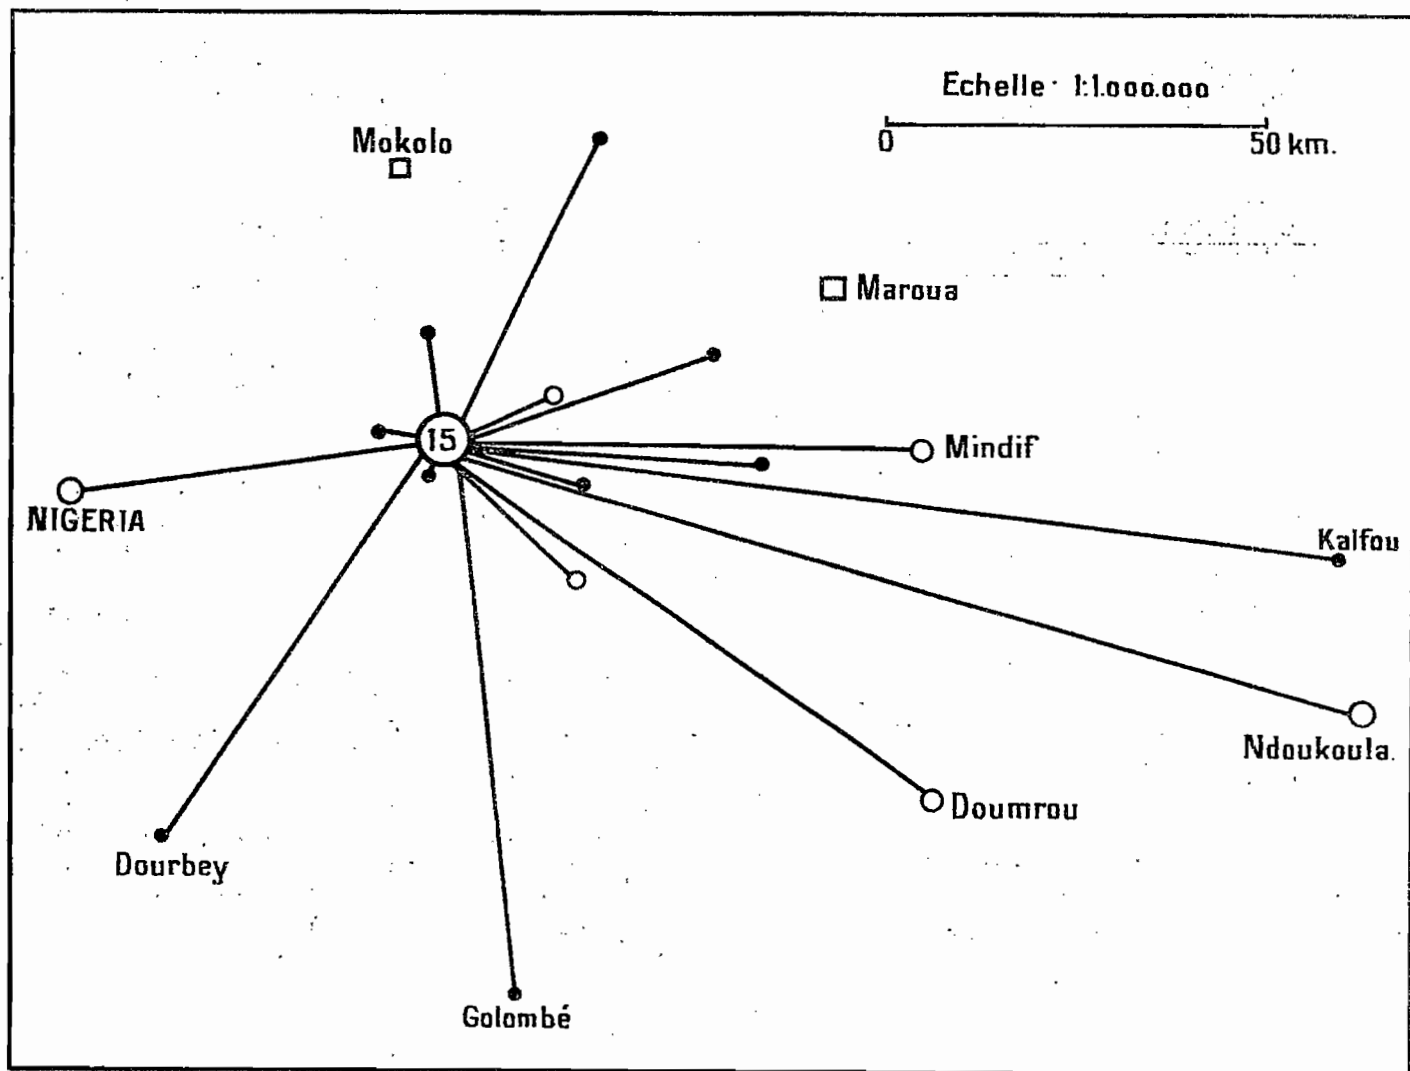 Echelle 1:1.000.000
0 50 km.
Mokolo
Maroua
15
Mindif
NIGERIA
Kalfou
Ndoukoula.
Doumrou
Dourbey
Golombé